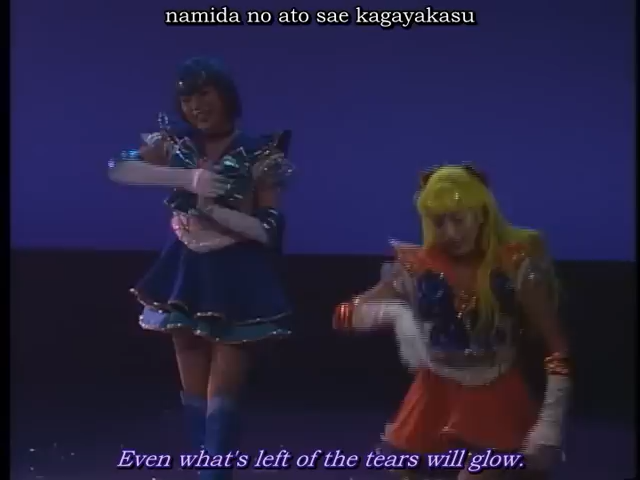 namida no ato sae kagayakasu
Even what's left of the tears will glow.